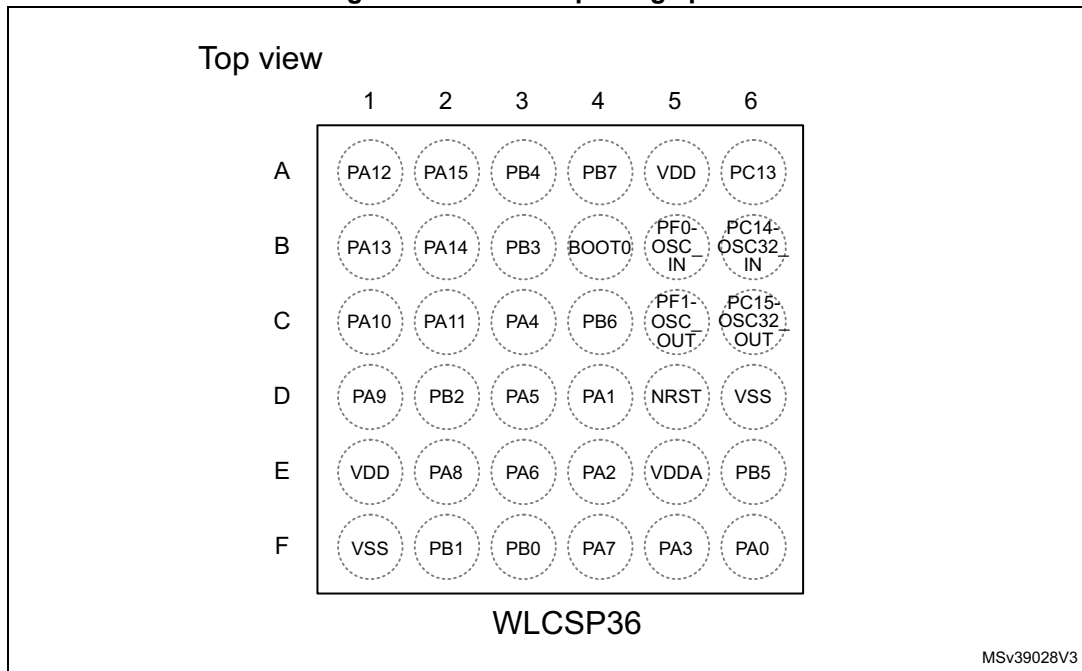 Top view
1 2 3 4 5 6
A PA12 PA15 PB4 PB7 VDD PC13
B PA13 PA14 PB3 BOOT0 PF0-OSC_IN PC14-OSC32_IN
C PA10 PA11 PA4 PB6 PF1-OSC_OUT PC15-OSC32_OUT
D PA9 PB2 PA5 PA1 NRST VSS
E VDD PA8 PA6 PA2 VDDA PB5
F VSS PB1 PB0 PA7 PA3 PA0
WLCSP36
MSv39028V3